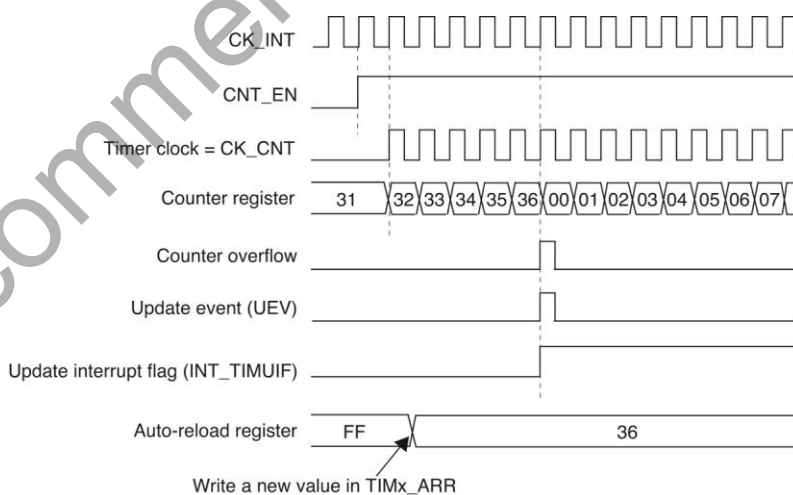 CK_INT
CNT_EN
Timer clock = CK_CNT
Counter register 31 32 33 34 35 36 00 01 02 03 04 05 06 07
Counter overflow
Update event (UEV)
Update interrupt flag (INT_TIMUIF)
Auto-reload register FF 36
Write a new value in TIMx_ARR
ommen